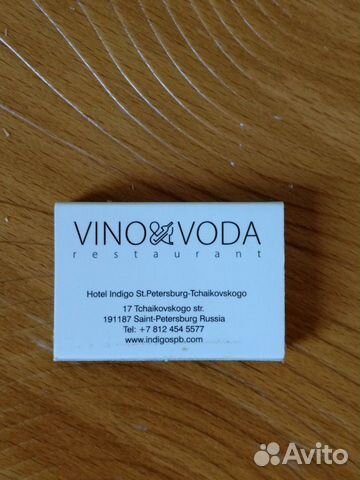 VINO&VODA
restaurant
Hotel Indigo St.Petersburg-Tchaikovskogo
17 Tchaikovskogo str.
191187 Saint-Petersburg Russia
Tel: +7 812 454 5577
www.indigospb.com
Avito